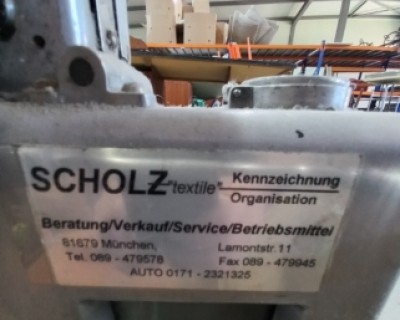 SCHOLZ "textile" Kennzeichnung
Organisation
Beratung/Verkauf/Service/Betriebsmittel
81679 München, Lamontstr.11
Tel. 089 - 479578 Fax 089 - 479945
AUTO 0171 - 2321325